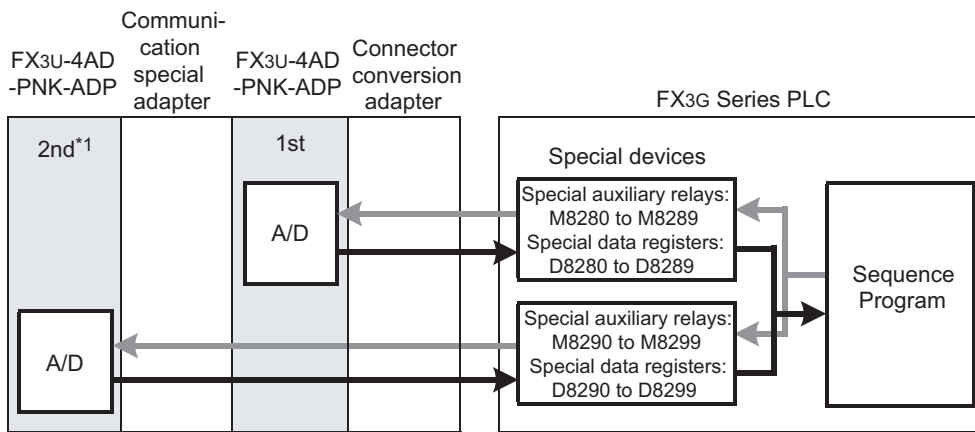 FX3U-4AD
-PNK-ADP
Communi-
cation
special
adapter
FX3U-4AD
-PNK-ADP
Connector
conversion
adapter
FX3G Series PLC
2nd*1
1st
A/D
A/D
Special devices
Special auxiliary relays:
M8280 to M8289
Special data registers:
D8280 to D8289
Special auxiliary relays:
M8290 to M8299
Special data registers:
D8290 to D8299
Sequence
Program